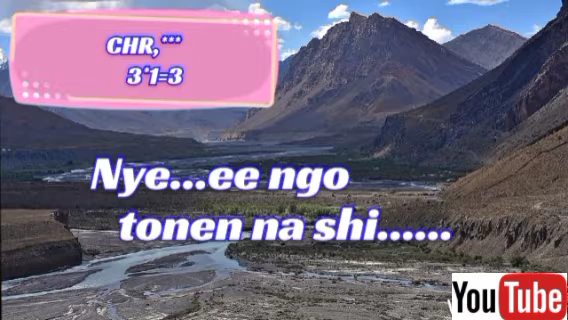 CHR,***
3*1=3
Nye...ee ngo
tonen na shi......
YouTube